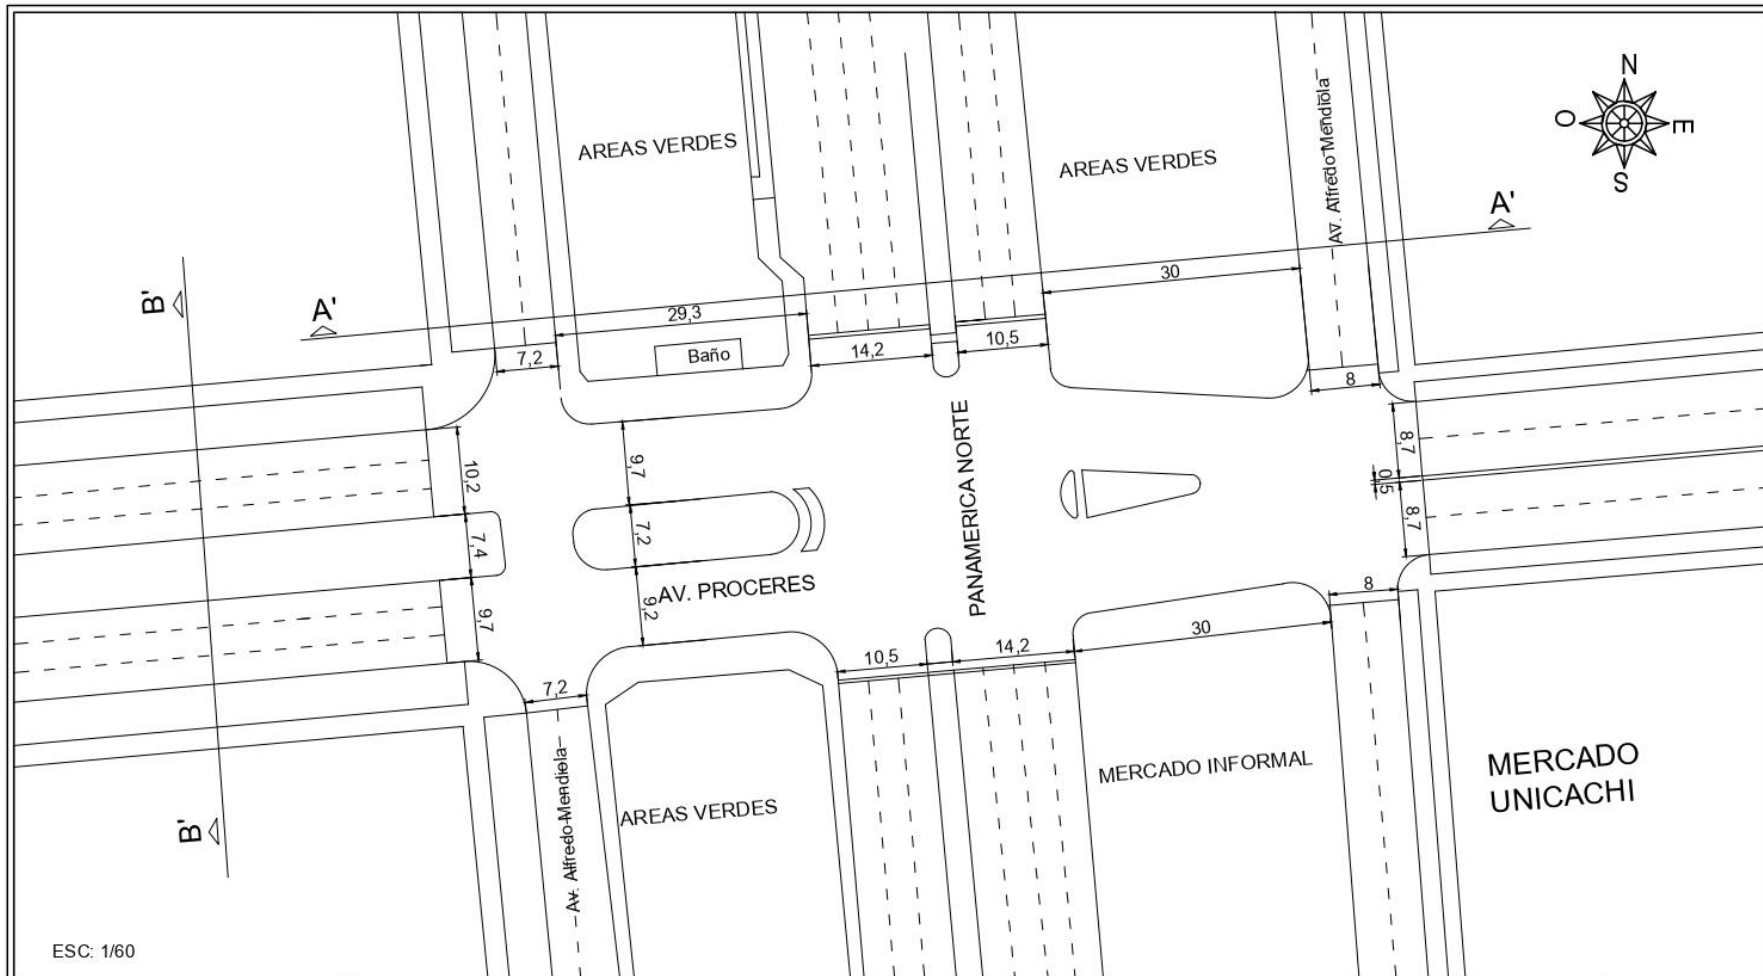 N
O
E
S
AREAS VERDES
AREAS VERDES
Av. Alfredo Mendiola
A'
B'
A'
30
29,3
Baño
7,2
14,2
10,5
8
PANAMERICA NORTE
10,2
9,7
8,7
0,5
7,4
7,2
8,7
AV. PROCERES
9,7
9,2
8
30
10,5
14,2
7,2
Av. Alfredo Mendiola
MERCADO INFORMAL
MERCADO
UNICACHI
AREAS VERDES
B'
ESC: 1/60